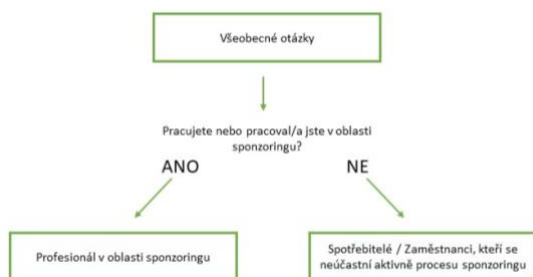 Všeobecné otázky
Pracujete nebo pracoval/a jste v oblasti
sponzoringu?
ANO
NE
Profesionál v oblasti sponzoringu
Spotřebitelé / Zaměstnanci, kteří se
neúčastní aktivně procesu sponzoringu